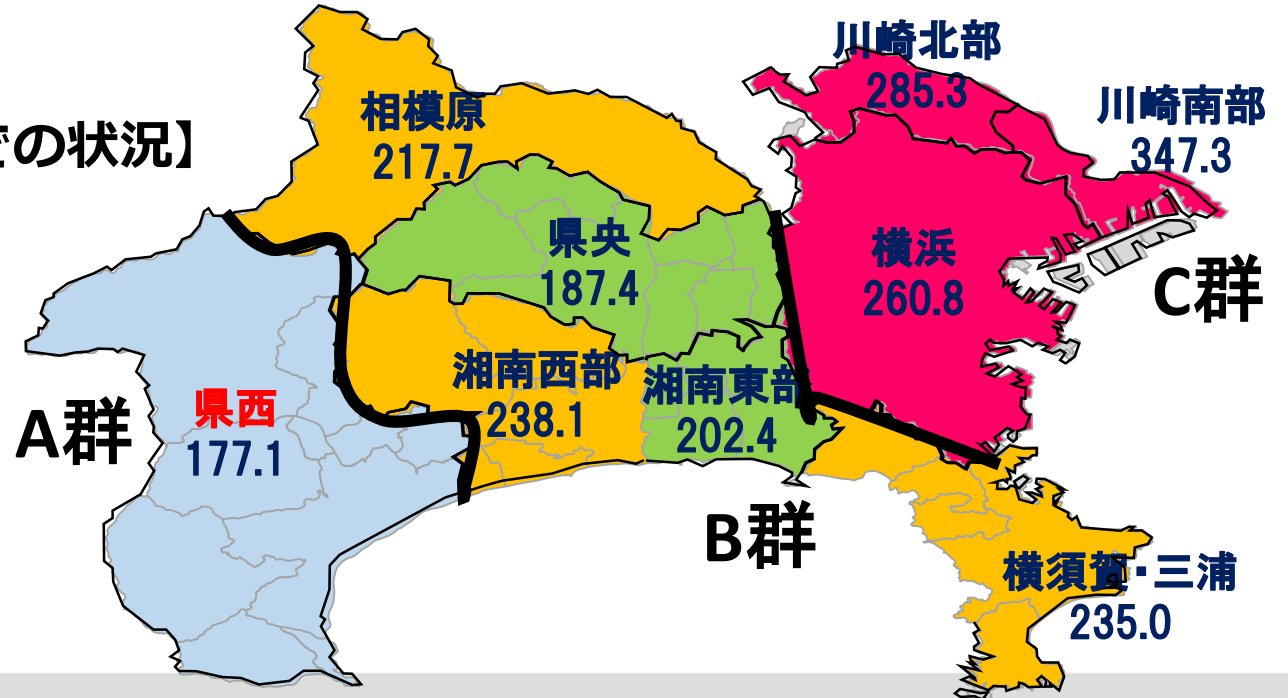 での状況】
川崎北部
285.3
川崎南部
347.3
相模原
217.7
県央
187.4
横浜
260.8
C群
湘南西部
238.1
湘南東部
202.4
A群
県西
177.1
B群
横須賀・三浦
235.0